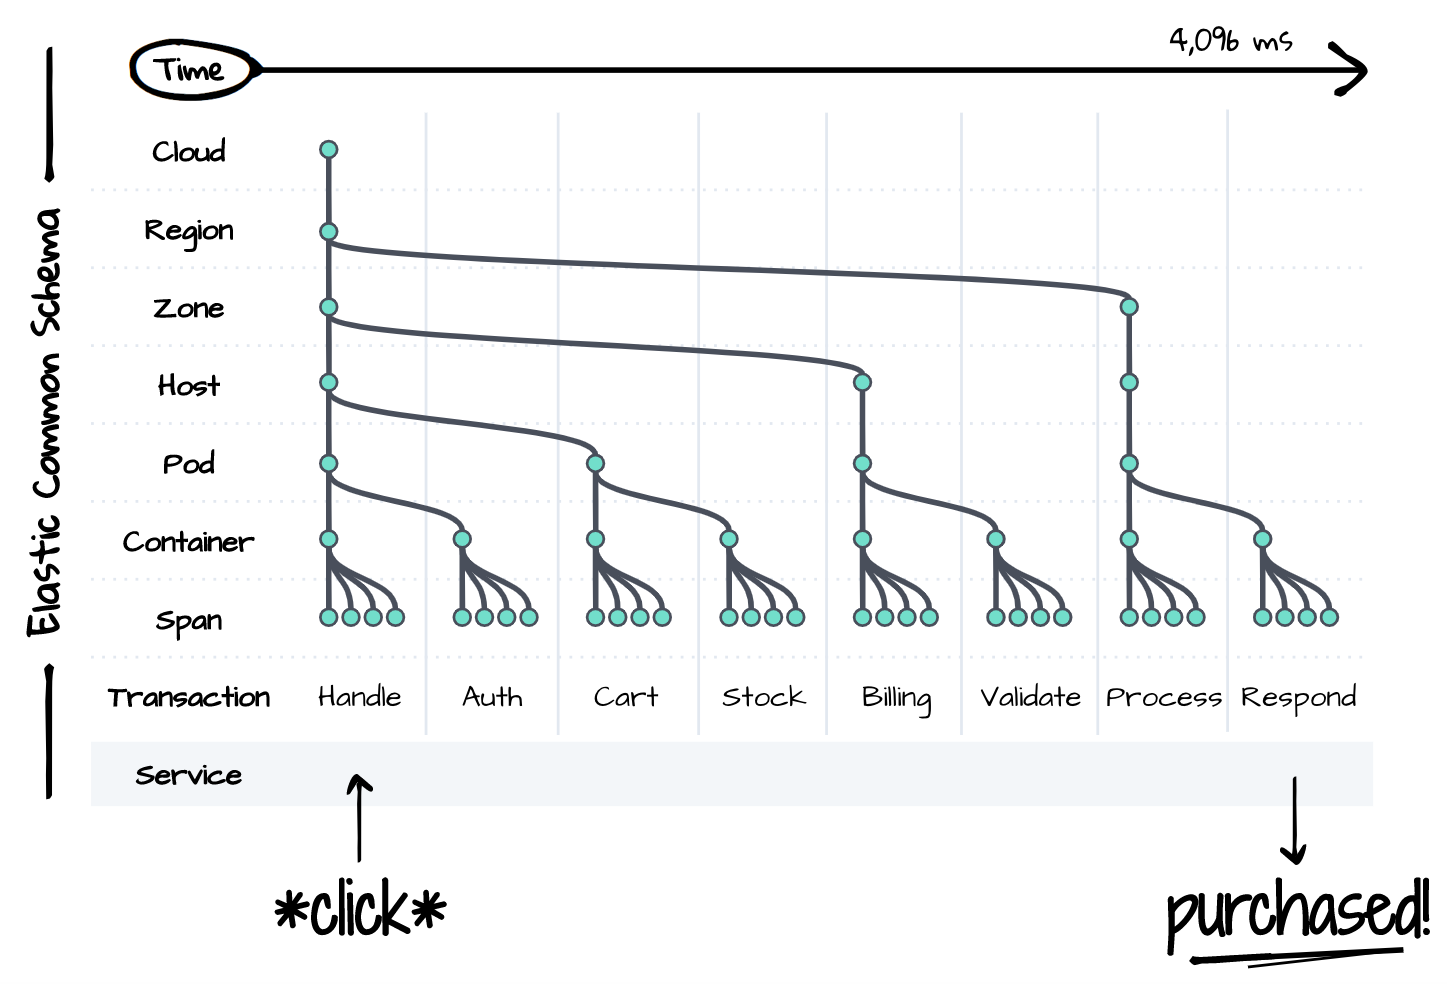 4,096 ms
Time
Elastic Common Schema
Cloud
Region
Zone
Host
Pod
Container
Span
Transaction Handle Auth Cart Stock Billing Validate Process Respond
Service
*click*
purchased!